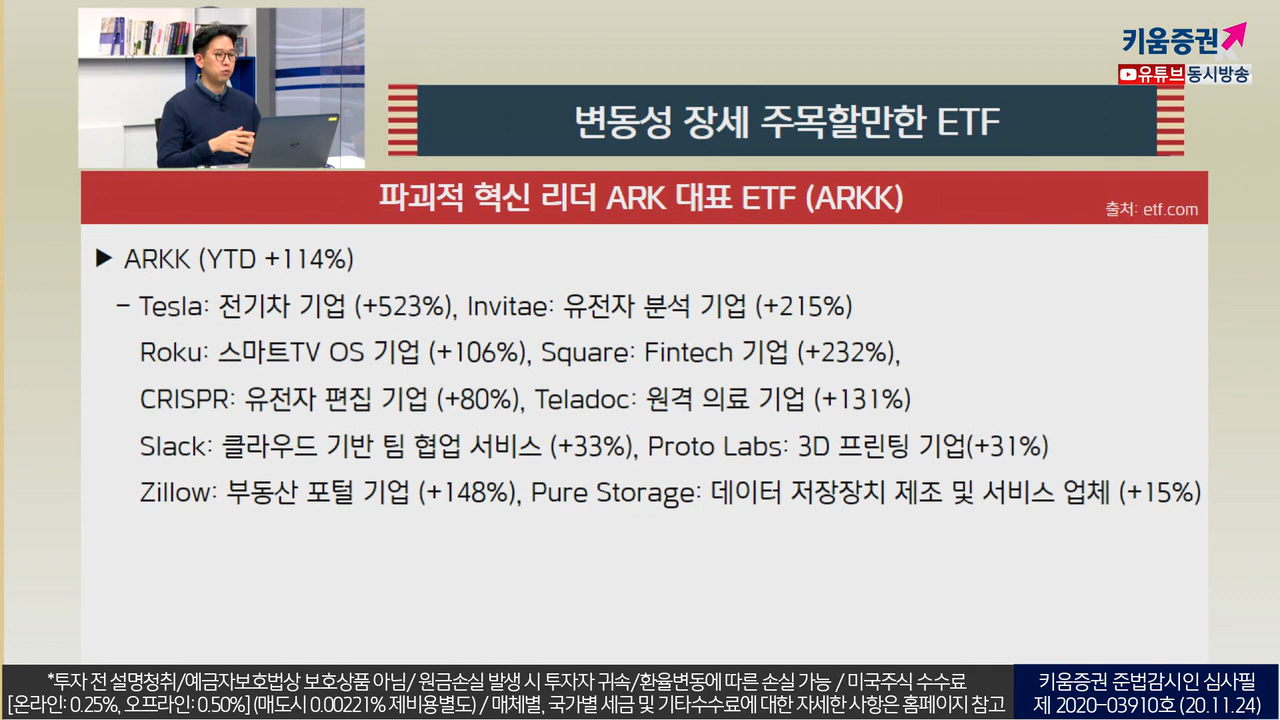 키움증권
유튜브동시방송
변동성 장세 주목할만한 ETF
파괴적 혁신 리더 ARK 대표 ETF (ARKK)
출처: etf.com
▶ ARKK (YTD +114%)
– Tesla: 전기차 기업 (+523%), Invitae: 유전자 분석 기업 (+215%)
Roku: 스마트TV OS 기업 (+106%), Square: Fintech 기업 (+232%),
CRISPR: 유전자 편집 기업 (+80%), Teladoc: 원격 의료 기업 (+131%)
Slack: 클라우드 기반 팀 협업 서비스 (+33%), Proto Labs: 3D 프린팅 기업(+31%)
Zillow: 부동산 포털 기업 (+148%), Pure Storage: 데이터 저장장치 제조 및 서비스 업체 (+15%)
*투자 전 설명청취/예금자보호법상 보호상품 아님/ 원금손실 발생 시 투자자 귀속/환율변동에 따른 손실 가능 / 미국주식 수수료
[온라인: 0.25%, 오프라인: 0.50%] (매도시 0.00221% 제비용별도) / 매체별, 국가별 세금 및 기타수수료에 대한 자세한 사항은 홈페이지 참고
키움증권 준법감시인 심사필
제 2020-03910호 (20.11.24)